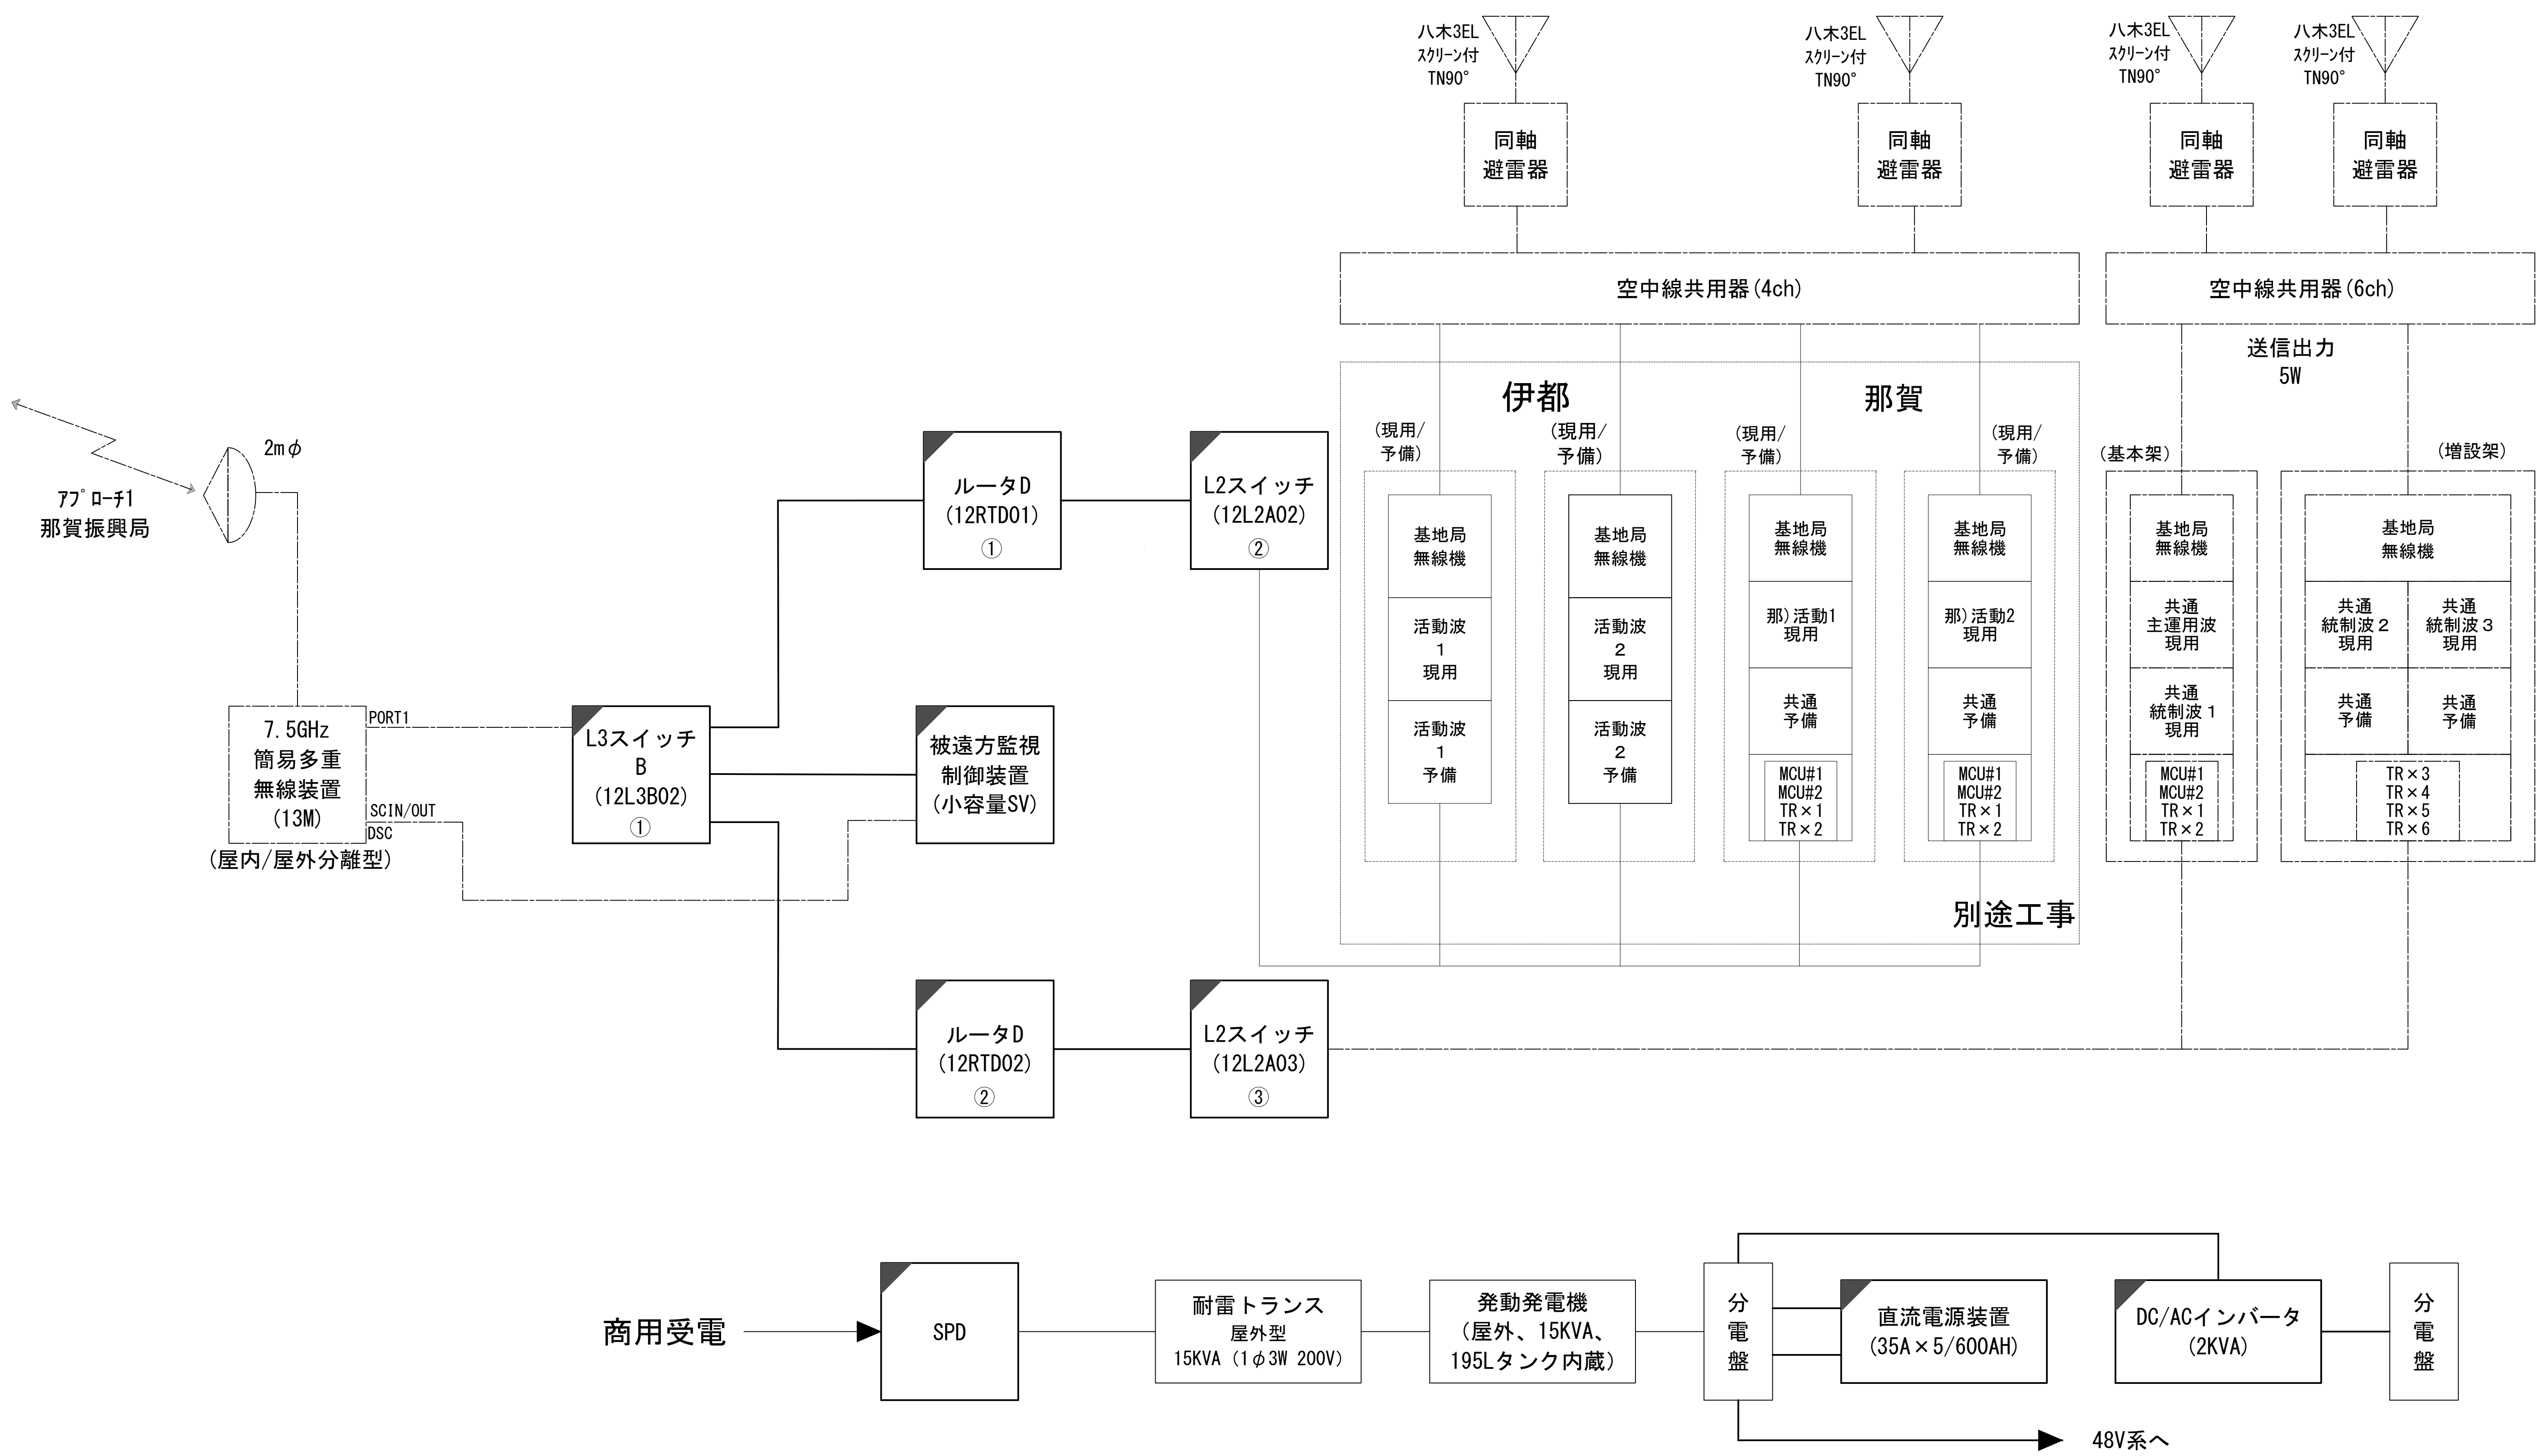 八木3EL
スクリーン付
TN90°
八木3EL
スクリーン付
TN90°
八木3EL
スクリーン付
TN90°
八木3EL
スクリーン付
TN90°
同軸
避雷器
同軸
避雷器
同軸
避雷器
同軸
避雷器
空中線共用器(4ch)
空中線共用器(6ch)
送信出力
5W
伊都
那賀
(現用/
予備)
(現用/
予備)
(現用/
予備)
(現用/
予備)
(基本架)
(増設架)
2mφ
アプローチ1
那賀振興局
ルータD
(12RTD01)
①
L2スイッチ
(12L2A02)
②
基地局
無線機
活動波
1
現用
活動波
1
予備
基地局
無線機
活動波
2
現用
活動波
2
予備
基地局
無線機
那)活動1
現用
共通
予備
MCU#1
MCU#2
TR×1
TR×2
基地局
無線機
那)活動2
現用
共通
予備
MCU#1
MCU#2
TR×1
TR×2
基地局
無線機
共通
主運用波
現用
共通
統制波1
現用
MCU#1
MCU#2
TR×1
TR×2
基地局
無線機
共通
統制波2
現用
共通
統制波3
現用
共通
予備
共通
予備
TR×3
TR×4
TR×5
TR×6
別途工事
7.5GHz
簡易多重
無線装置
(13M)
(屋内/屋外分離型)
PORT1
SCIN/OUT
DSC
L3スイッチ
B
(12L3B02)
①
被遠方監視
制御装置
(小容量SV)
ルータD
(12RTD02)
②
L2スイッチ
(12L2A03)
③
商用受電
SPD
耐雷トランス
屋外型
15KVA (1φ3W 200V)
発動発電機
(屋外、15KVA、
195Lタンク内蔵)
分
電
盤
直流電源装置
(35A×5/600AH)
DC/ACインバータ
(2KVA)
分
電
盤
48V系へ